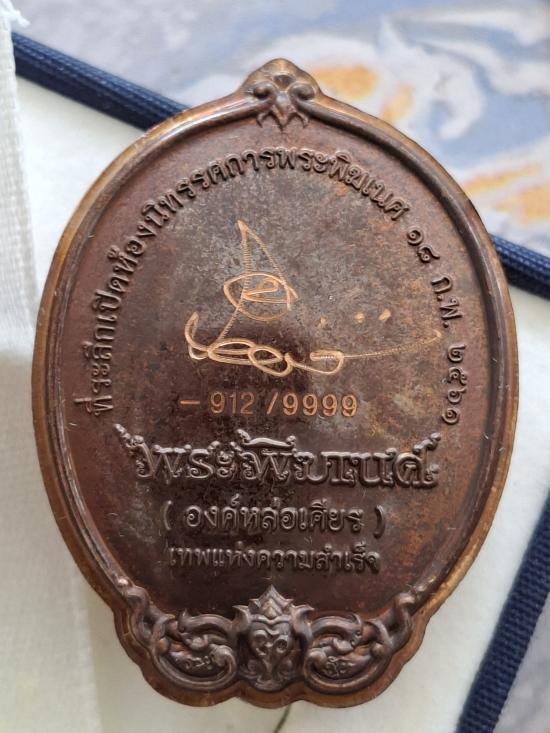 ที่ระลึกเปิดห้องนิทรรศการพระพิฆเนศ ๑๘ ก.พ. ๒๕๖๑
– 912 /9999
พระพิฆเนศ
( องค์หล่อเศียร )
เทพแห่งความสำเร็จ